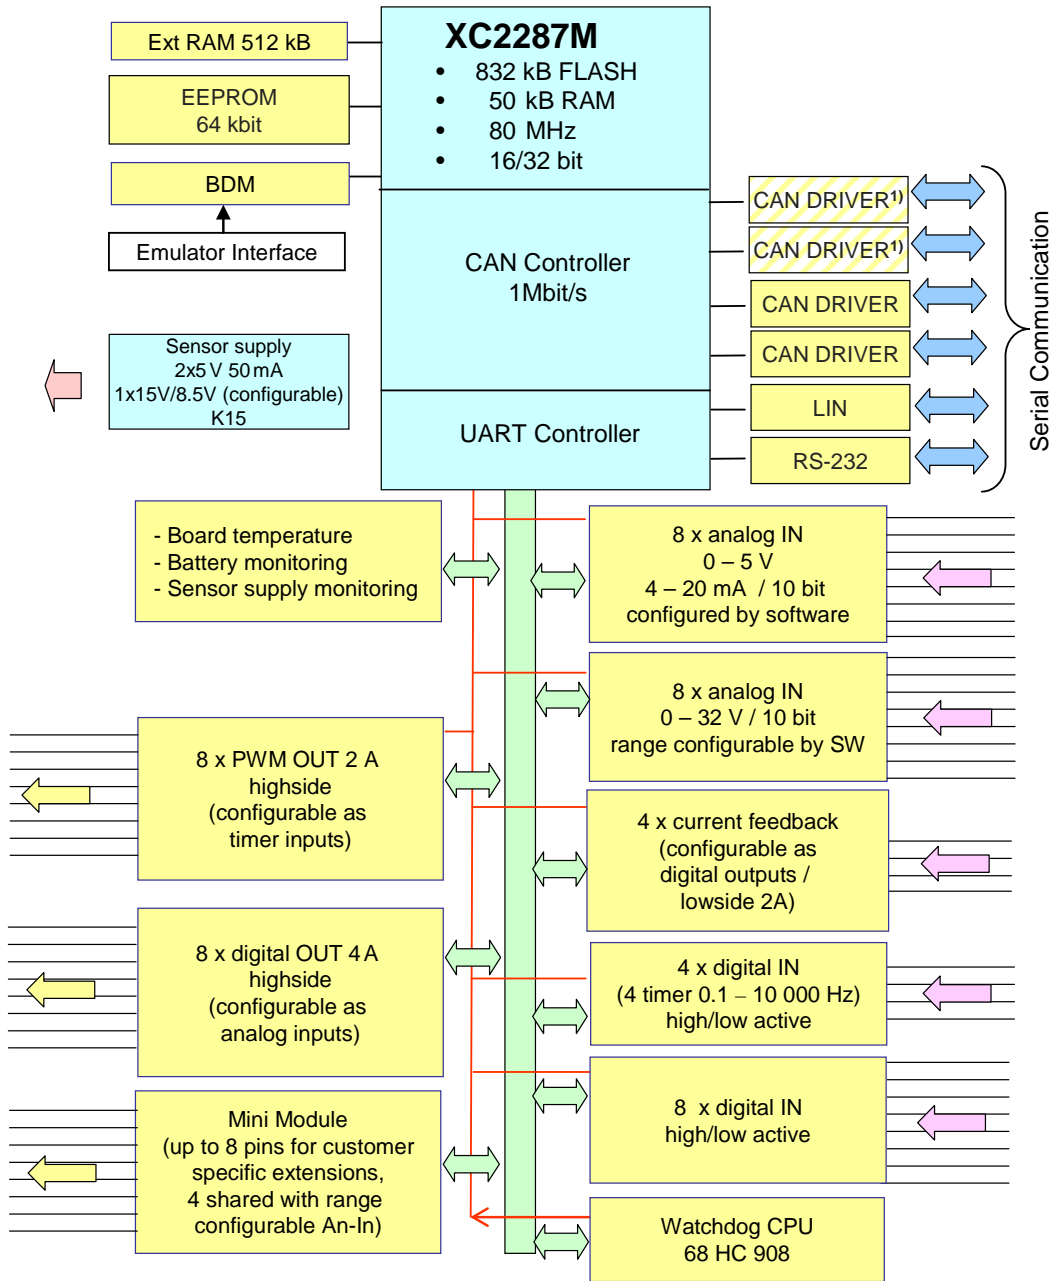 Ext RAM 512 kB
EEPROM
64 kbit
BDM
Emulator Interface
XC2287M
• 832 kB FLASH
• 50 kB RAM
• 80 MHz
• 16/32 bit
CAN Controller
1Mbit/s
UART Controller
CAN DRIVER1)
CAN DRIVER1)
CAN DRIVER
CAN DRIVER
LIN
RS-232
Serial Communication
Sensor supply
2x5 V 50 mA
1x15V/8.5V (configurable)
K15
- Board temperature
- Battery monitoring
- Sensor supply monitoring
8 x analog IN
0 – 5 V
4 – 20 mA / 10 bit
configured by software
8 x analog IN
0 – 32 V / 10 bit
range configurable by SW
8 x PWM OUT 2 A
highside
(configurable as
timer inputs)
4 x current feedback
(configurable as
digital outputs /
lowside 2A)
8 x digital OUT 4 A
highside
(configurable as
analog inputs)
4 x digital IN
(4 timer 0.1 – 10 000 Hz)
high/low active
8 x digital IN
high/low active
Mini Module
(up to 8 pins for customer
specific extensions,
4 shared with range
configurable An-In)
Watchdog CPU
68 HC 908